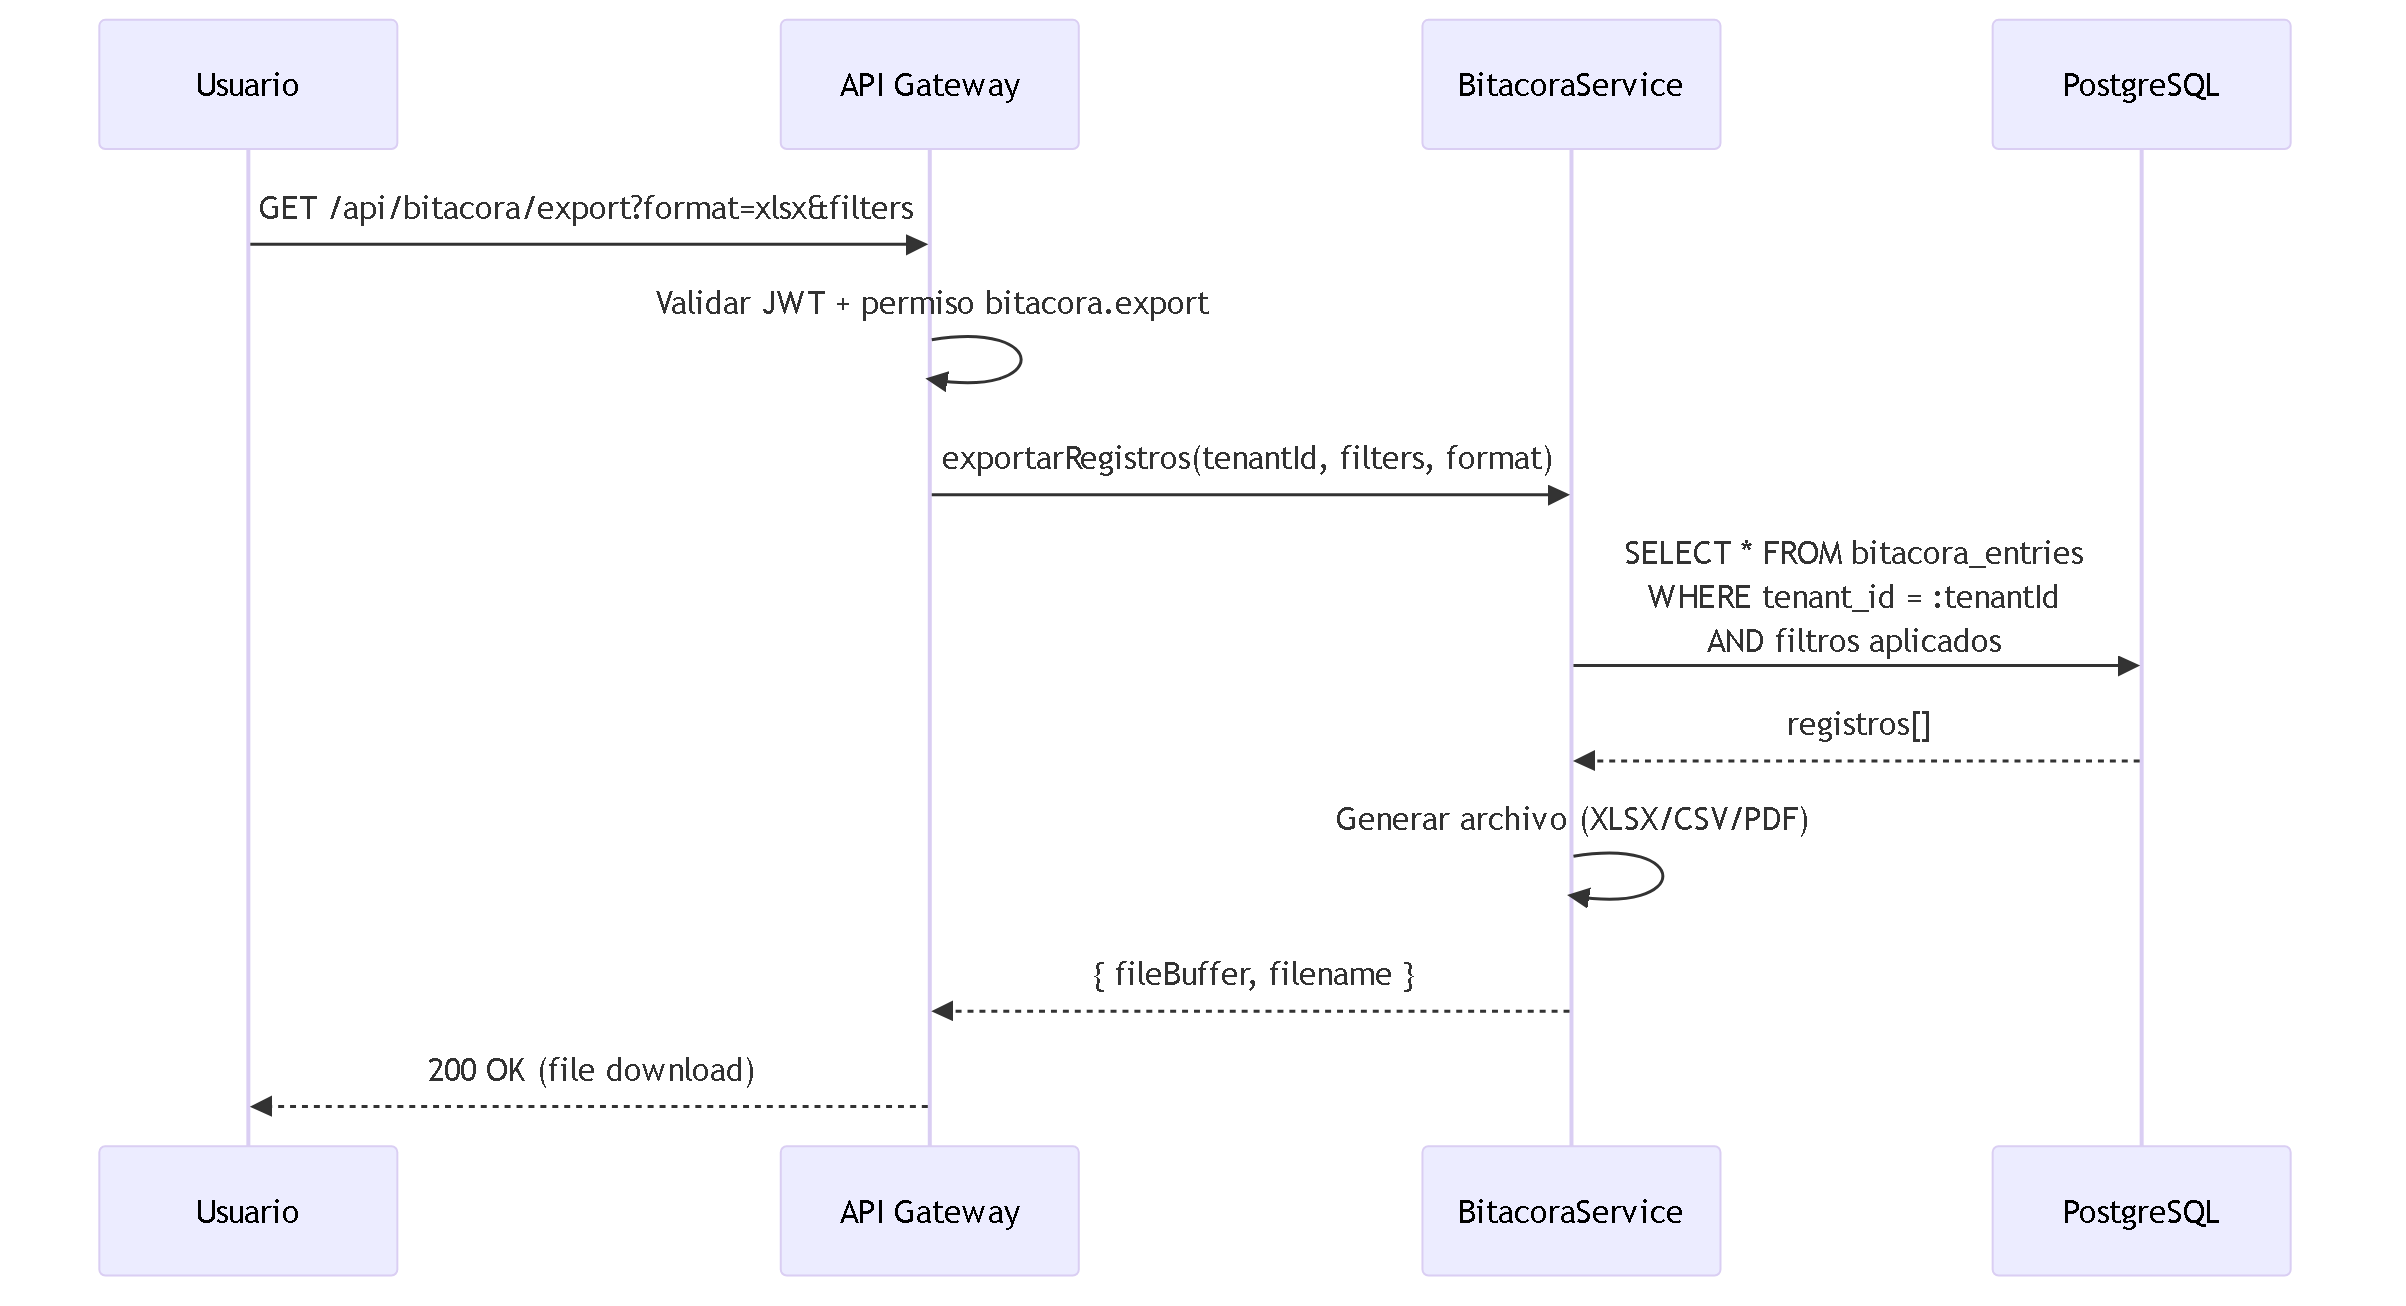 Usuario
API Gateway
BitacoraService
PostgreSQL
GET /api/bitacora/export?format=xlsx&filters
Validar JWT + permiso bitacora.export
exportarRegistros(tenantId, filters, format)
SELECT * FROM bitacora_entries
WHERE tenant_id = :tenantId
AND filtros aplicados
registros[]
Generar archivo (XLSX/CSV/PDF)
{ fileBuffer, filename }
200 OK (file download)
Usuario
API Gateway
BitacoraService
PostgreSQL